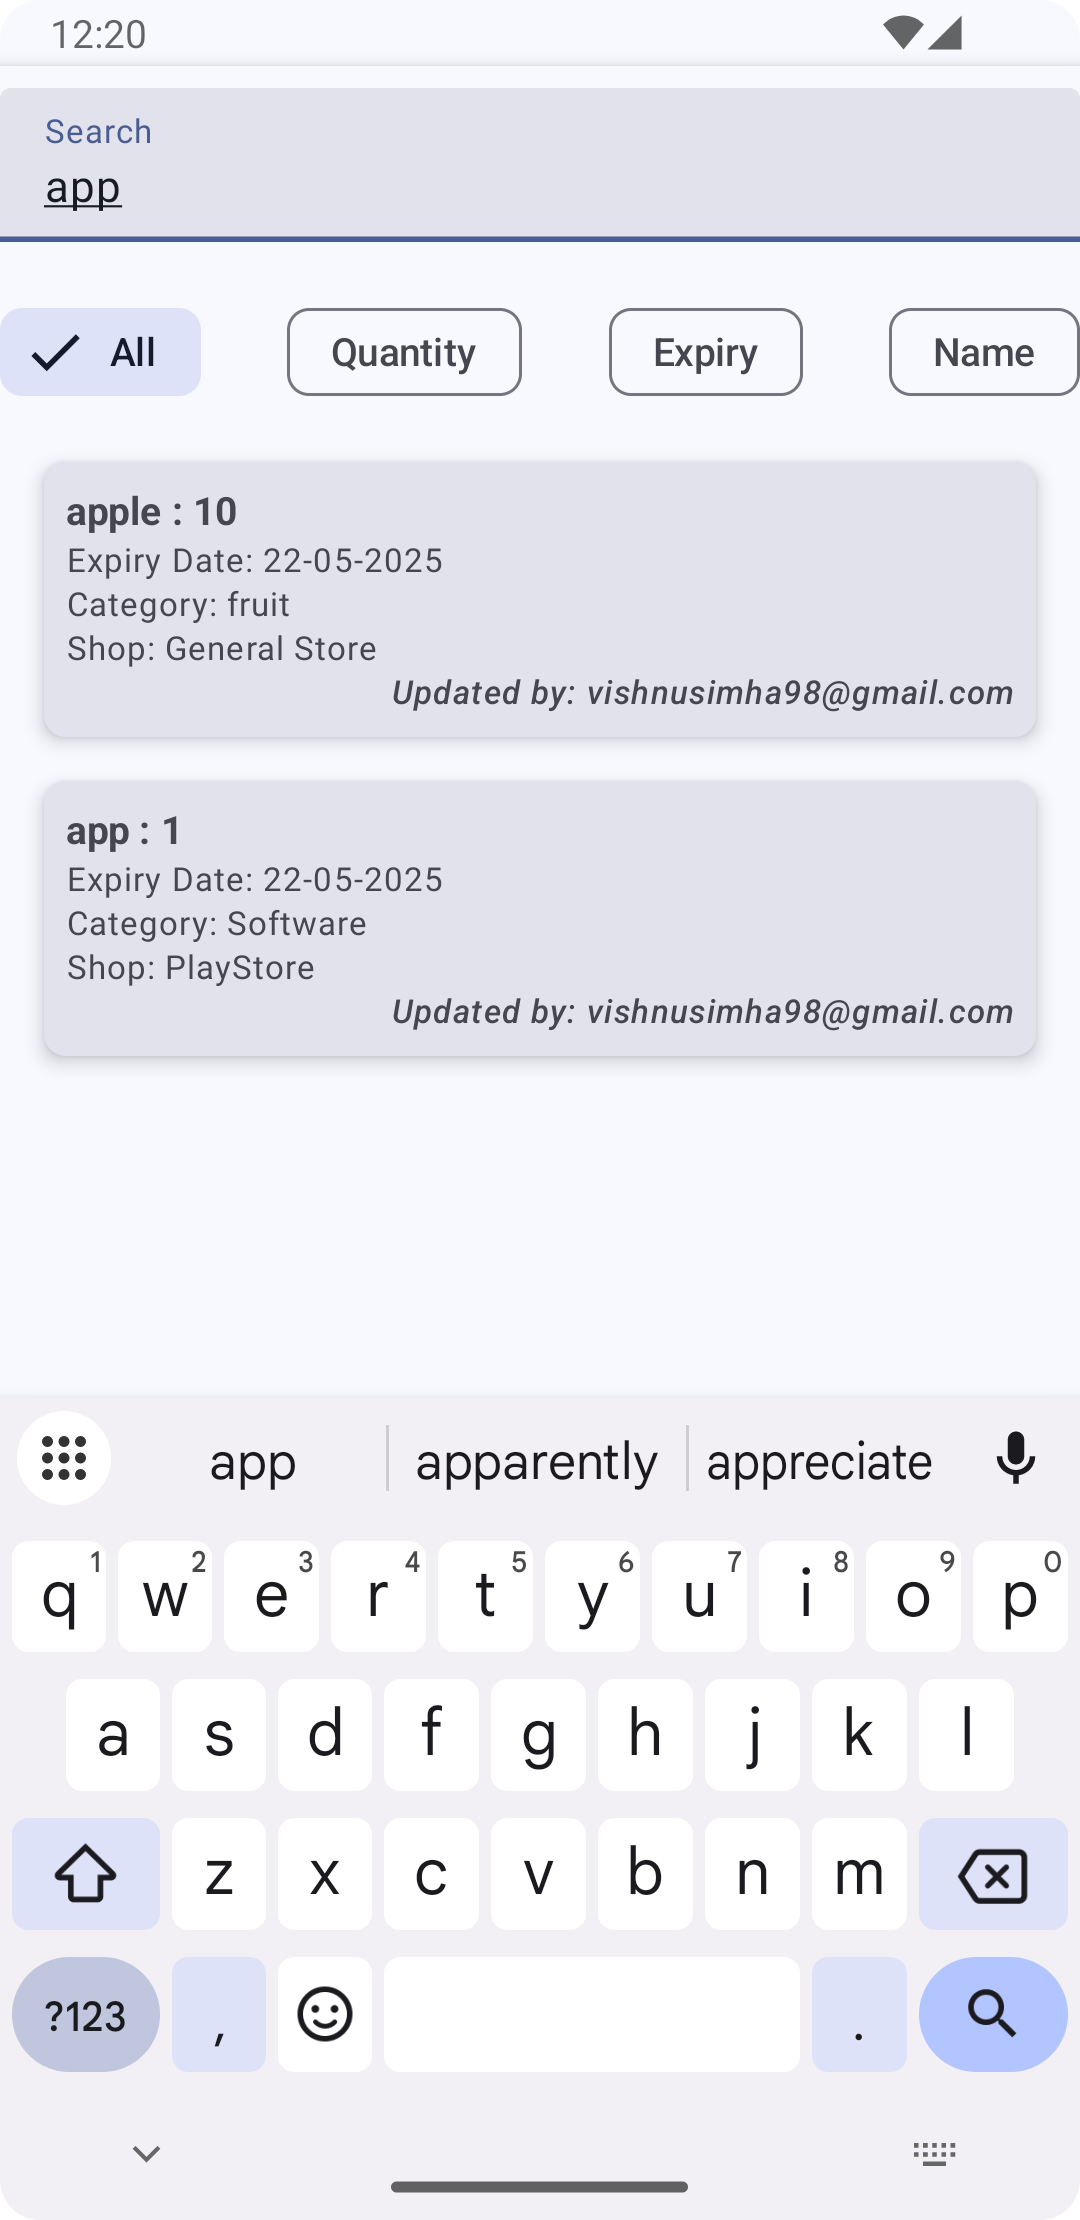 12:20
Search
app
All Quantity Expiry Name
apple : 10
Expiry Date: 22-05-2025
Category: fruit
Shop: General Store
Updated by: vishnusimha98@gmail.com
app : 1
Expiry Date: 22-05-2025
Category: Software
Shop: PlayStore
Updated by: vishnusimha98@gmail.com
app apparently appreciate
q 1 w 2 e 3 r 4 t 5 y 6 u 7 i 8 o 9 p 0
a s d f g h j k l
z x c v b n m
?123 , .